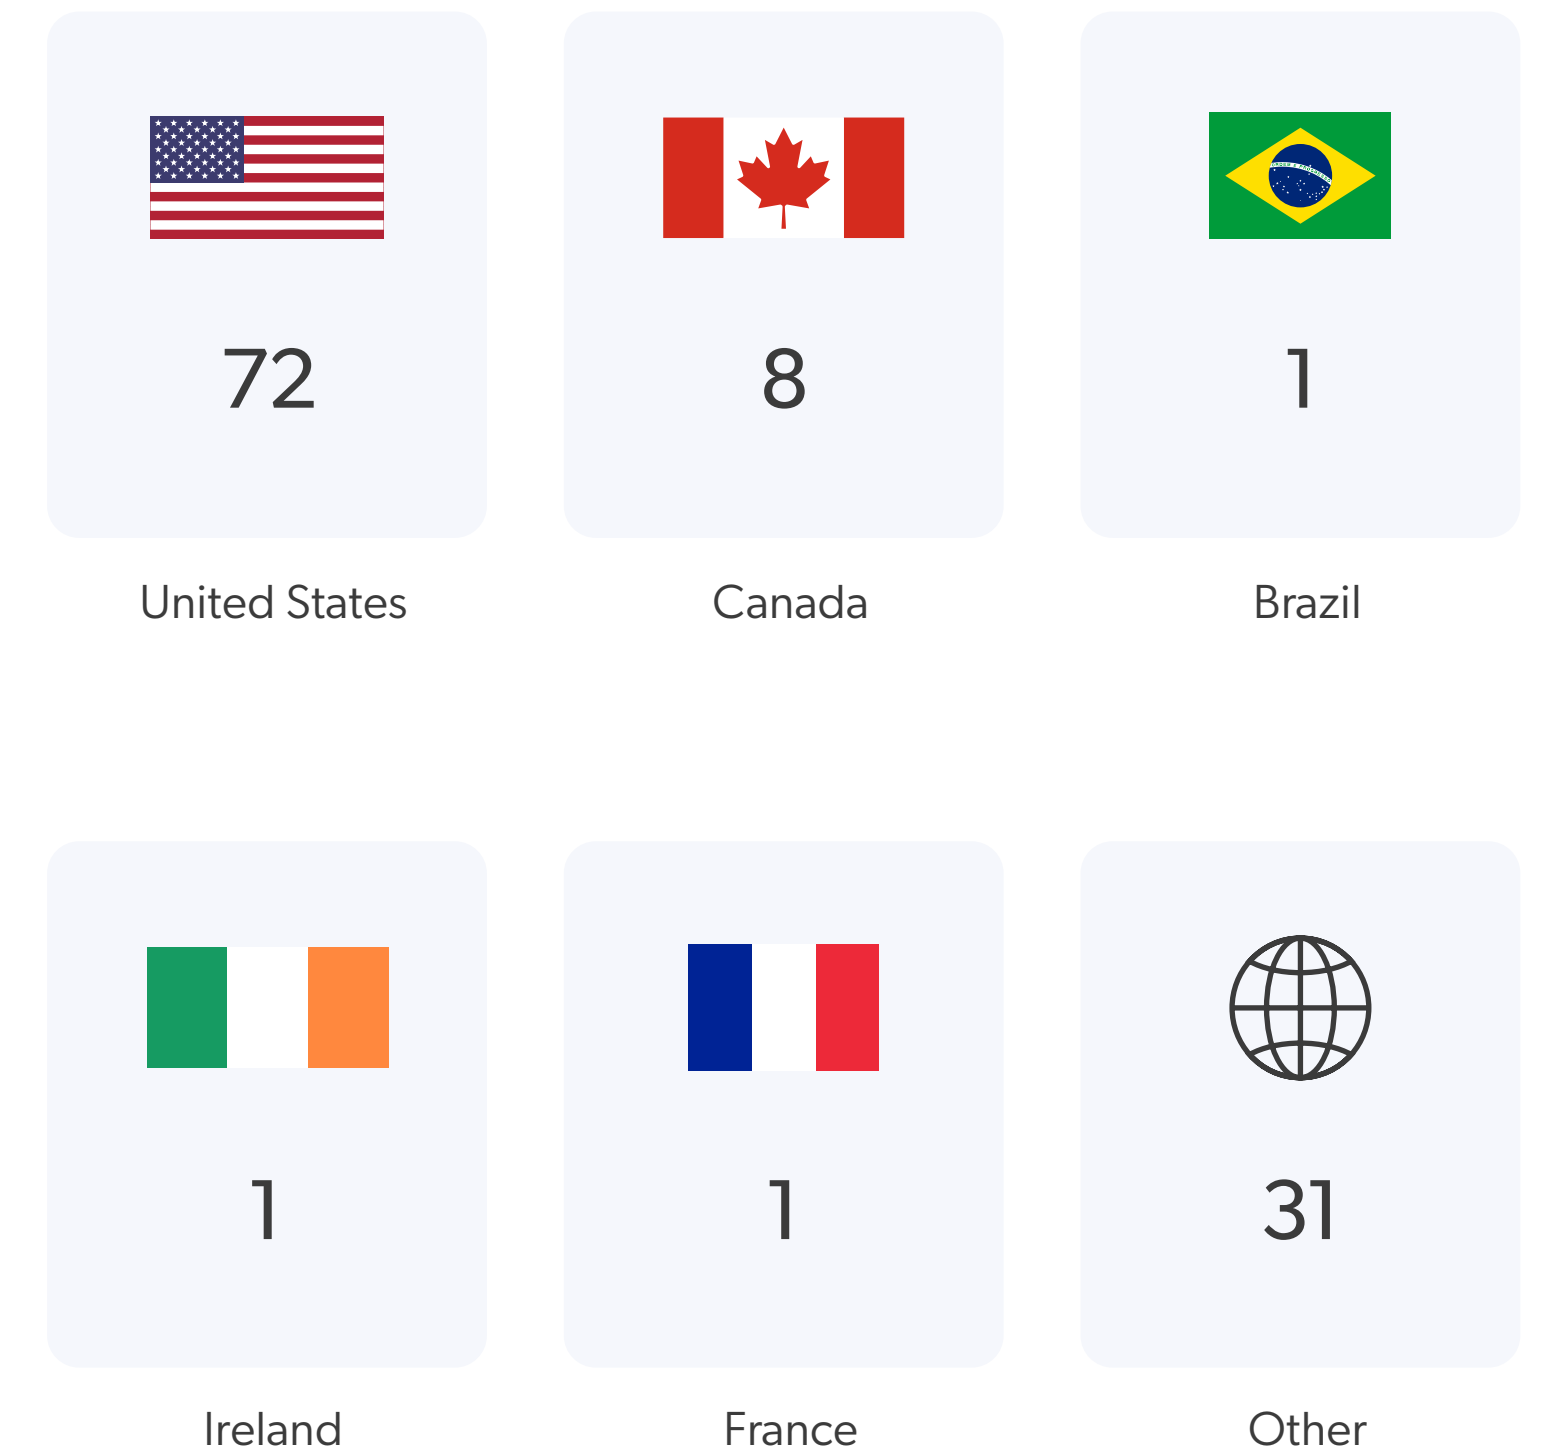 72
8
1
United States
Canada
Brazil
1
1
31
Ireland
France
Other